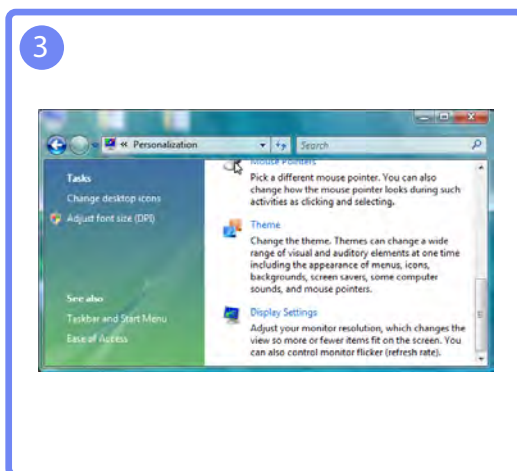 3
« Personalization
Search
Tasks
Change desktop icons
Adjust font size (DPI)
See also
Taskbar and Start Menu
Ease of Access
Mouse Pointers
Pick a different mouse pointer. You can also
change how the mouse pointer looks during such
activities as clicking and selecting.
Theme
Change the theme. Themes can change a wide
range of visual and auditory elements at one time
including the appearance of menus, icons,
backgrounds, screen savers, some computer
sounds, and mouse pointers.
Display Settings
Adjust your monitor resolution, which changes the
view so more or fewer items fit on the screen. You
can also control monitor flicker (refresh rate).